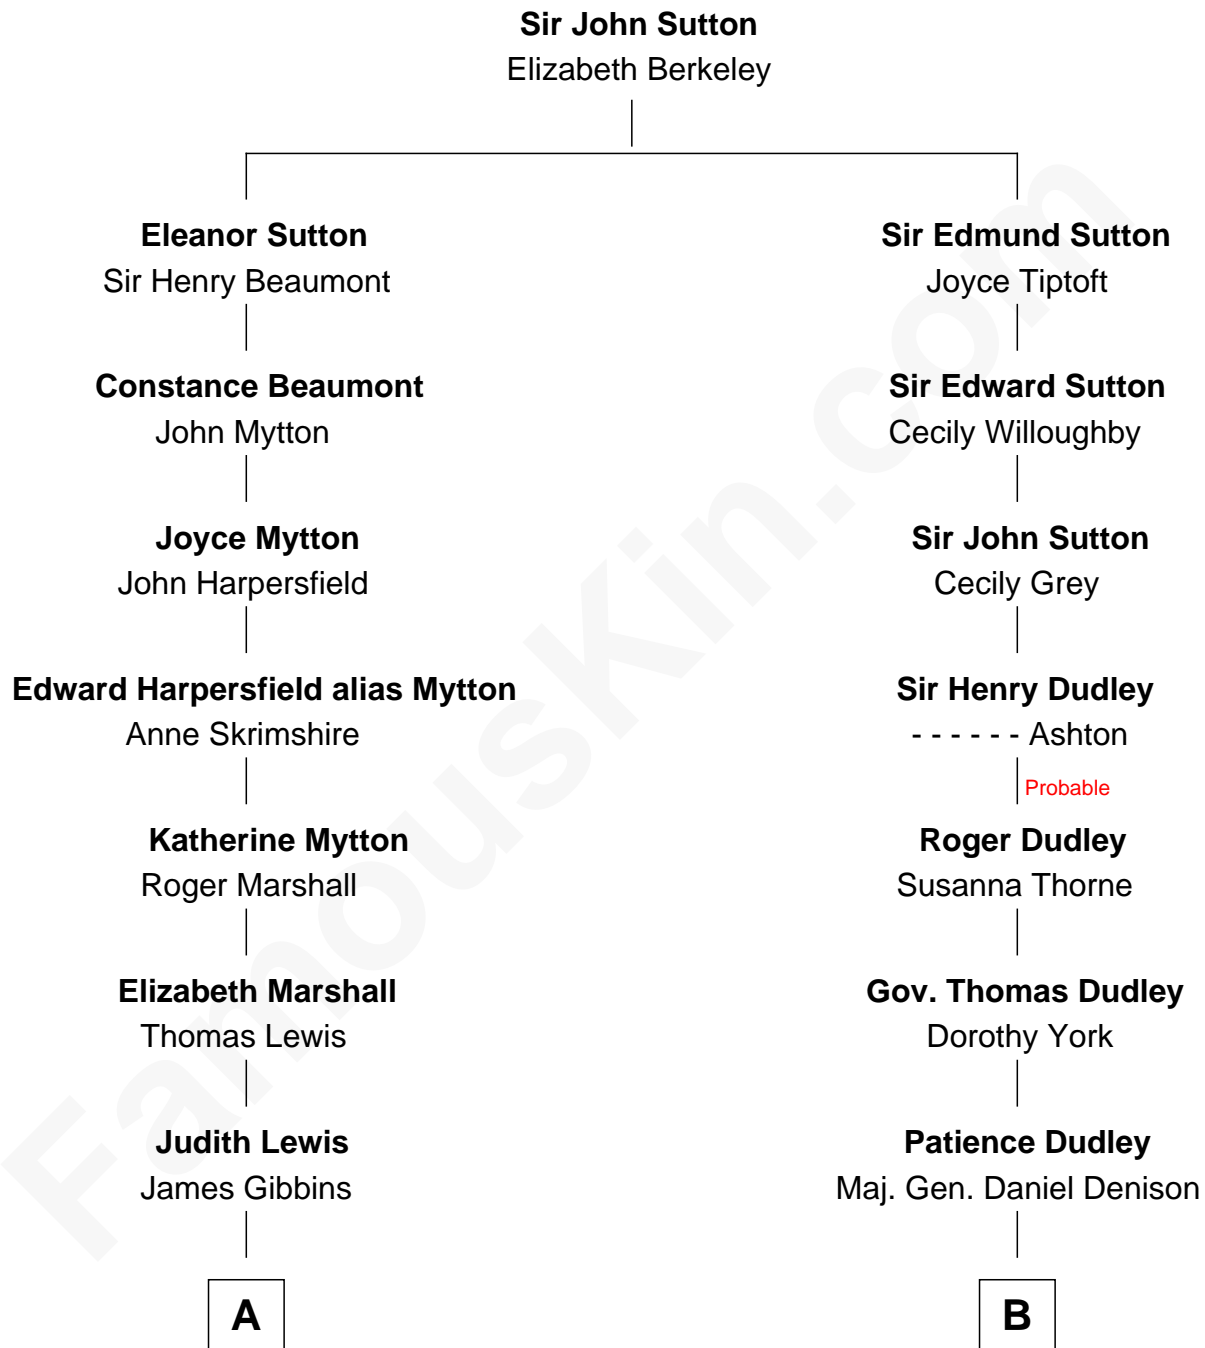 Sir John Sutton
Elizabeth Berkeley
Eleanor Sutton
Sir Henry Beaumont
Sir Edmund Sutton
Joyce Tiptoft
Constance Beaumont
John Mytton
Sir Edward Sutton
Cecily Willoughby
Joyce Mytton
John Harpersfield
Sir John Sutton
Cecily Grey
Edward Harpersfield alias Mytton
Anne Skrimshire
Sir Henry Dudley
- - - - - - Ashton
Probable
Katherine Mytton
Roger Marshall
Roger Dudley
Susanna Thorne
Elizabeth Marshall
Thomas Lewis
Gov. Thomas Dudley
Dorothy York
Judith Lewis
James Gibbins
Patience Dudley
Maj. Gen. Daniel Denison
A
B
FamousKin.com